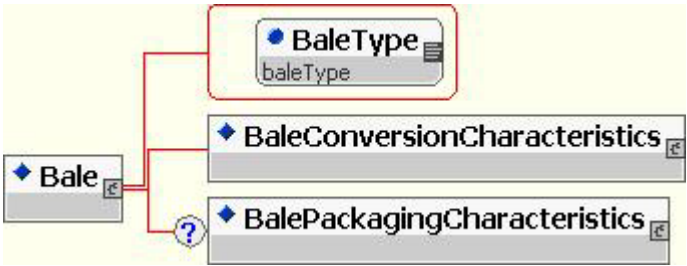 BaleType
baleType
BaleConversionCharacteristics
Bale
?
BalePackagingCharacteristics